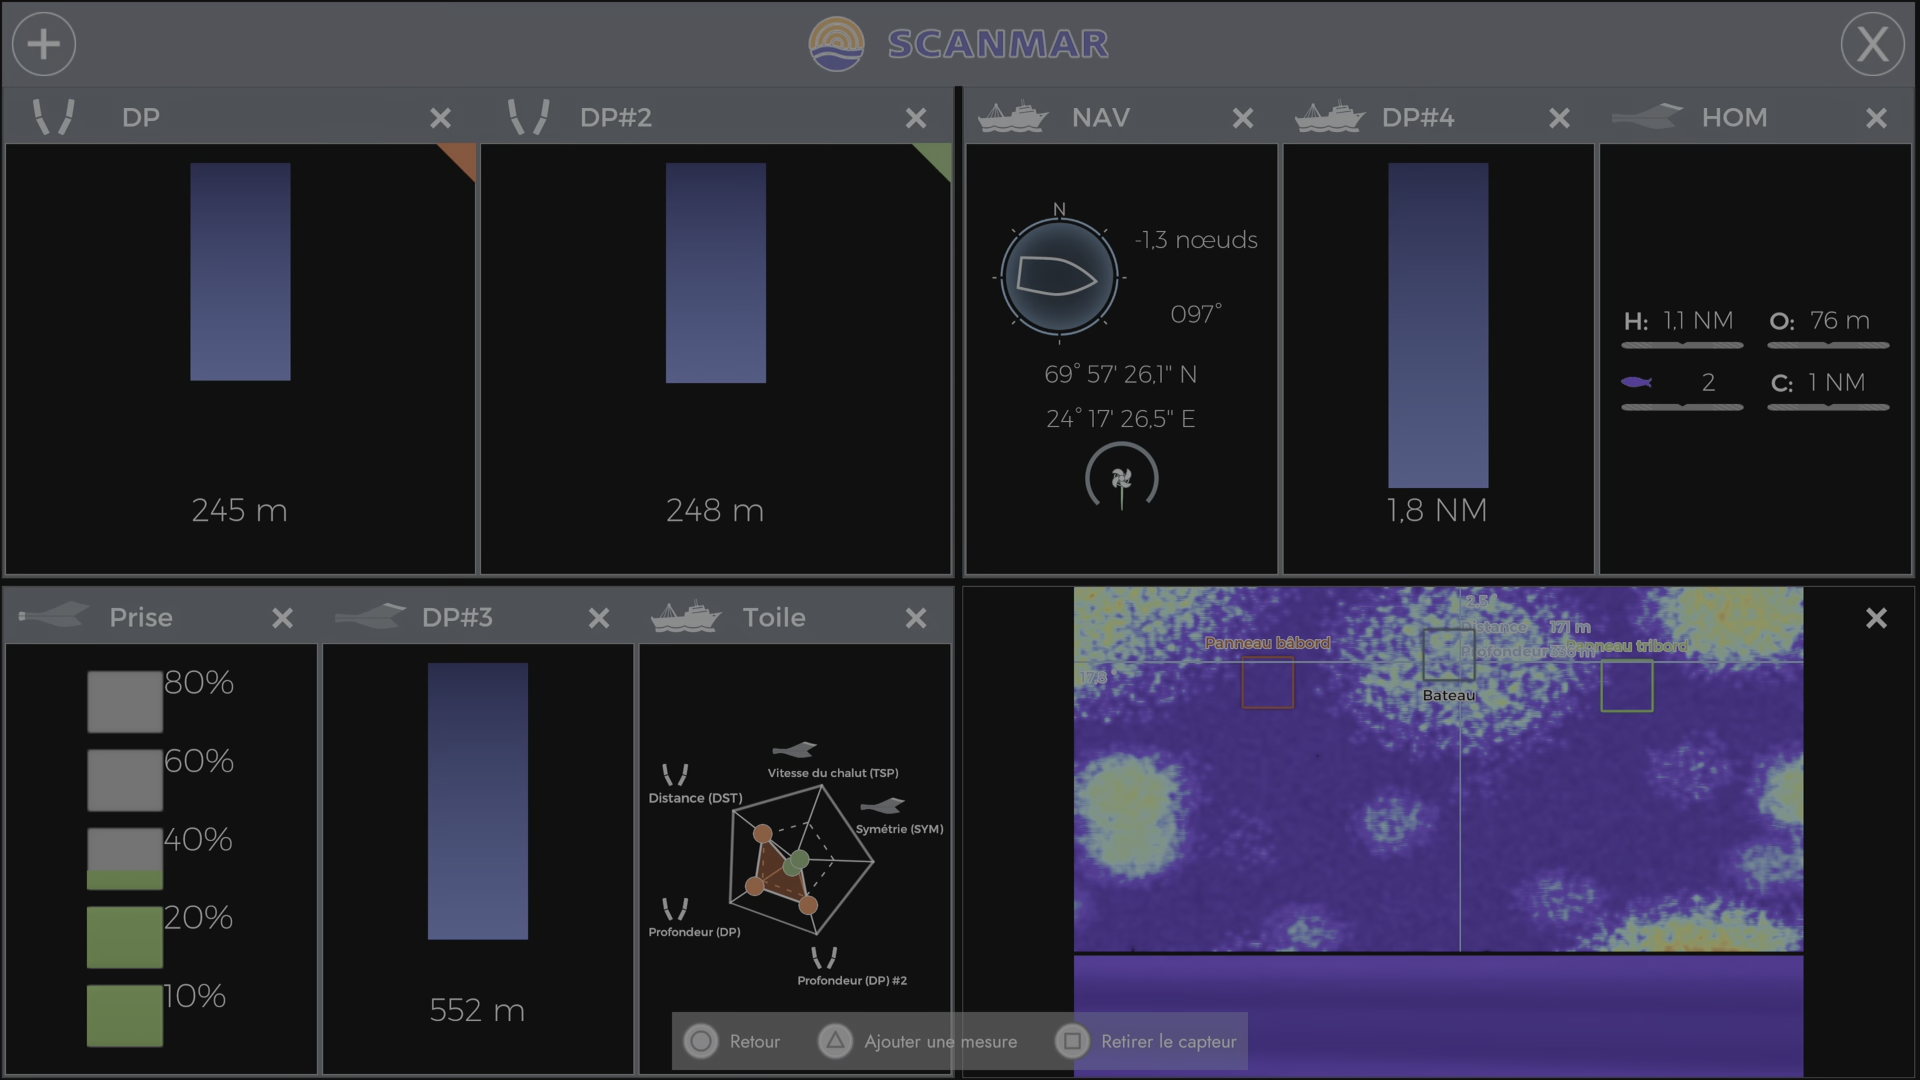 SCANMAR
X
DP
DP#2
NAV
DP#4
HOM
N
-1,3 nœuds
097°
69° 57' 26,1" N
24° 17' 26,5" E
H: 1,1 NM
O: 76 m
2
C: 1 NM
245 m
248 m
1,8 NM
Prise
DP#3
Toile
80%
60%
40%
20%
10%
552 m
Vitesse du chalut (TSP)
Distance (DST)
Symétrie (SYM)
Profondeur (DP)
Profondeur (DP) #2
Distance 171 m
Panneau bâbord
Panneau tribord
Profondeur
Bateau
Retour
Ajouter une mesure
Retirer le capteur